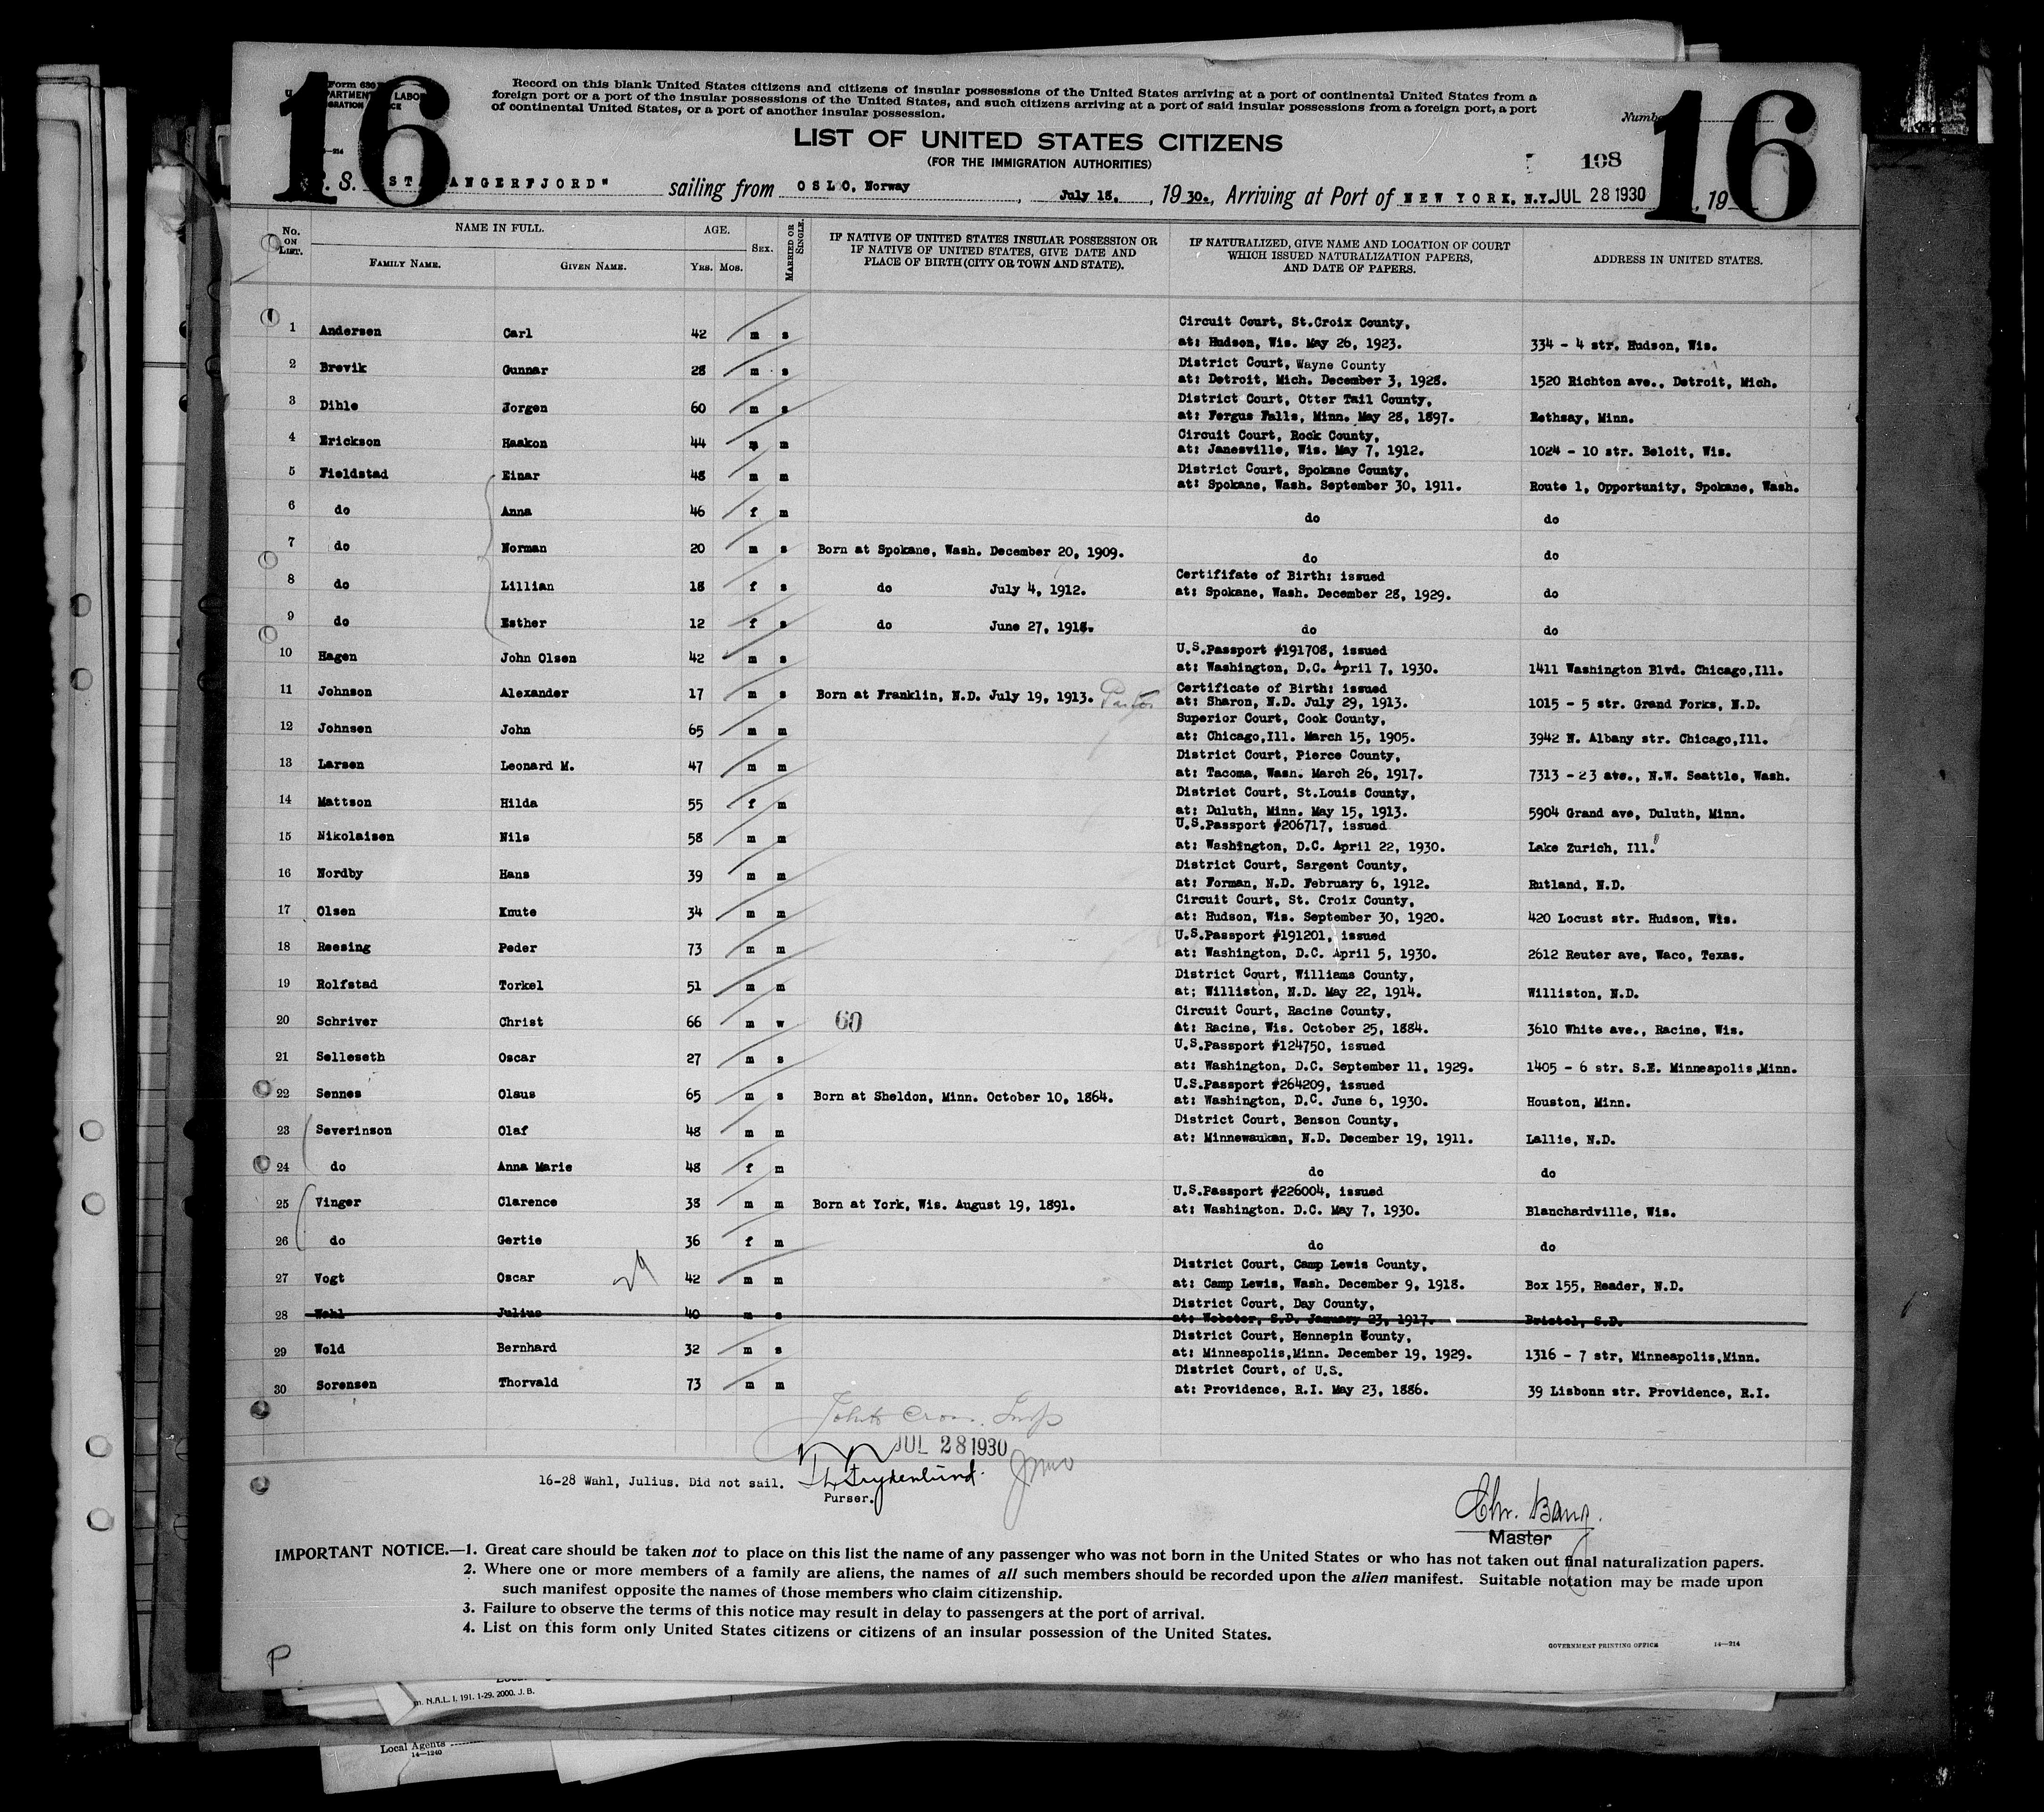 16
16
Form 630
LABOR
Record on this blank United States citizens and citizens of insular possessions of the United States arriving at a port of continental United States from a
foreign port or a port of the insular possessions of the United States, and such citizens arriving at a port of said insular possessions from a foreign port, a port
of continental United States, or a port of another insular possession.
LIST OF UNITED STATES CITIZENS
(FOR THE IMMIGRATION AUTHORITIES)
108
S. STAVANGERFJORD" sailing from OSLO, Norway, July 18, 1930., Arriving at Port of NEW YORK, N.Y. JUL 28 1930, 19
No. ON LIST. NAME IN FULL. AGE. SEX. MARRIED OR SINGLE. IF NATIVE OF UNITED STATES INSULAR POSSESSION OR IF NATIVE OF UNITED STATES, GIVE DATE AND PLACE OF BIRTH (CITY OR TOWN AND STATE). IF NATURALIZED, GIVE NAME AND LOCATION OF COURT WHICH ISSUED NATURALIZATION PAPERS, AND DATE OF PAPERS. ADDRESS IN UNITED STATES.
FAMILY NAME. GIVEN NAME. YRS. MOS.
Circuit Court, St.Croix County,
1 Andersen Carl 42 m s at: Hudson, Wis. May 26, 1923. 334 - 4 str. Hudson, Wis.
District Court, Wayne County
2 Brevik Gunnar 28 m s at: Detroit, Mich. December 3, 1928. 1520 Richton ave., Detroit, Mich.
District Court, Otter Tail County,
3 Dihle Jorgen 60 m s at: Fergus Falls, Minn. May 28, 1897. Rothsay, Minn.
Circuit Court, Rock County,
4 Erickson Haakon 44 m m at: Janesville, Wis. May 7, 1912. 1024 - 10 str. Beloit, Wis.
District Court, Spokane County,
5 Fieldstad Einar 48 m m at: Spokane, Wash. September 30, 1911. Route 1, Opportunity, Spokane, Wash.
6 do Anna 46 f m do do
7 do Norman 20 m s Born at Spokane, Wash. December 20, 1909. do do
Certififate of Birth: issued
8 do Lillian 18 f s do July 4, 1912. at: Spokane, Wash. December 28, 1929. do
9 do Esther 12 f s do June 27, 1918. do do
U.S.Passport #191708, issued
10 Hagen John Olsen 42 m s at: Washington, D.C. April 7, 1930. 1411 Washington Blvd. Chicago,Ill.
Certificate of Birth: issued
11 Johnson Alexander 17 m s Born at Franklin, N.D. July 19, 1913. at: Sharon, N.D. July 29, 1913. 1015 - 5 str. Grand Forks, N.D.
Superior Court, Cook County,
12 Johnsen John 65 m m at: Chicago,Ill. March 15, 1905. 3942 N. Albany str. Chicago,Ill.
District Court, Pierce County,
13 Larsen Leonard M. 47 m m at: Tacoma, Wasn. March 26, 1917. 7313 - 23 ave., N.W. Seattle, Wash.
District Court, St.Louis County,
14 Mattson Hilda 55 f m at: Duluth, Minn. May 15, 1913. 5904 Grand ave, Duluth, Minn.
U.S.Passport #206717, issued
15 Nikolaisen Nils 58 m m at: Washington, D.C. April 22, 1930. Lake Zurich, Ill.
District Court, Sargent County,
16 Nordby Hans 39 m m at: Forman, N.D. February 6, 1912. Rutland, N.D.
Circuit Court, St. Croix County,
17 Olsen Knute 34 m m at: Hudson, Wis. September 30, 1920. 420 Locust str. Hudson, Wis.
U.S.Passport #191201, issued
18 Reesing Peder 73 m m at: Washington, D.C. April 5, 1930. 2612 Reuter ave, Waco, Texas.
District Court, Williams County,
19 Rolfstad Torkel 51 m m at; Williston, N.D. May 22, 1914. Williston, N.D.
Circuit Court, Racine County,
20 Schriver Christ 66 m w 60 At: Racine, Wis. October 25, 1884. 3610 White ave., Racine, Wis.
U.S.Passport #124750, issued
21 Selleseth Oscar 27 m s at: Washington, D.C. September 11, 1929. 1405 - 6 str. S.E. Minneapolis,Minn.
U.S.Passport #264209, issued
22 Sennes Olaus 65 m s Born at Sheldon, Minn. October 10, 1864. at: Washington, D.C. June 6, 1930. Houston, Minn.
District Court, Benson County,
23 Severinson Olaf 48 m m at: Minnewaukan, N.D. December 19, 1911. Lallie, N.D.
24 do Anna Marie 48 f m do do
U.S.Passport #226004, issued
25 Vinger Clarence 38 m m Born at York, Wis. August 19, 1891. at: Washington. D.C. May 7, 1930. Blanchardville, Wis.
26 do Gertie 36 f m do do
District Court, Camp Lewis County,
27 Vogt Oscar 29 42 m m at: Camp Lewis, Wash. December 9, 1918. Box 155, Reader, N.D.
District Court, Day County,
28 Wahl Julius 40 m s at: Webster, S.D. January 23, 1917. Bristol, S.D.
District Court, Hennepin County,
29 Wold Bernhard 32 m s at: Minneapolis,Minn. December 19, 1929. 1316 - 7 str, Minneapolis,Minn.
District Court, of U.S.
30 Sorensen Thorvald 73 m m at: Providence, R.I. May 23, 1886. 39 Lisbonn str. Providence, R.I.
JUL 28 1930
16-28 Wahl, Julius. Did not sail.
Purser.
Chr. Bang.
Master
IMPORTANT NOTICE.—1. Great care should be taken not to place on this list the name of any passenger who was not born in the United States or who has not taken out final naturalization papers.
2. Where one or more members of a family are aliens, the names of all such members should be recorded upon the alien manifest. Suitable notation may be made upon
such manifest opposite the names of those members who claim citizenship.
3. Failure to observe the terms of this notice may result in delay to passengers at the port of arrival.
4. List on this form only United States citizens or citizens of an insular possession of the United States.
GOVERNMENT PRINTING OFFICE 14—214
P
m. N.A.L. I. 191. 1-29. 2000. J. B.
Local Agents
14—1240